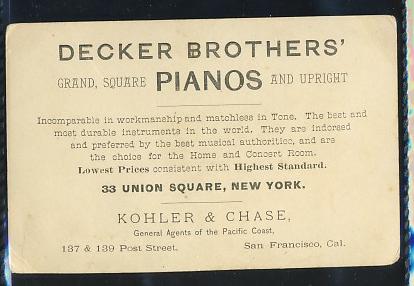 DECKER BROTHERS'
GRAND, SQUARE PIANOS AND UPRIGHT
Incomparable in workmanship and matchless in Tone. The best and
most durable instruments in the world. They are indorsed
and preferred by the best musical authorities, and are
the choice for the Home and Concert Room.
Lowest Prices consistent with Highest Standard.
33 UNION SQUARE, NEW YORK.
KOHLER & CHASE,
General Agents of the Pacific Coast,
137 & 139 Post Street. San Francisco, Cal.